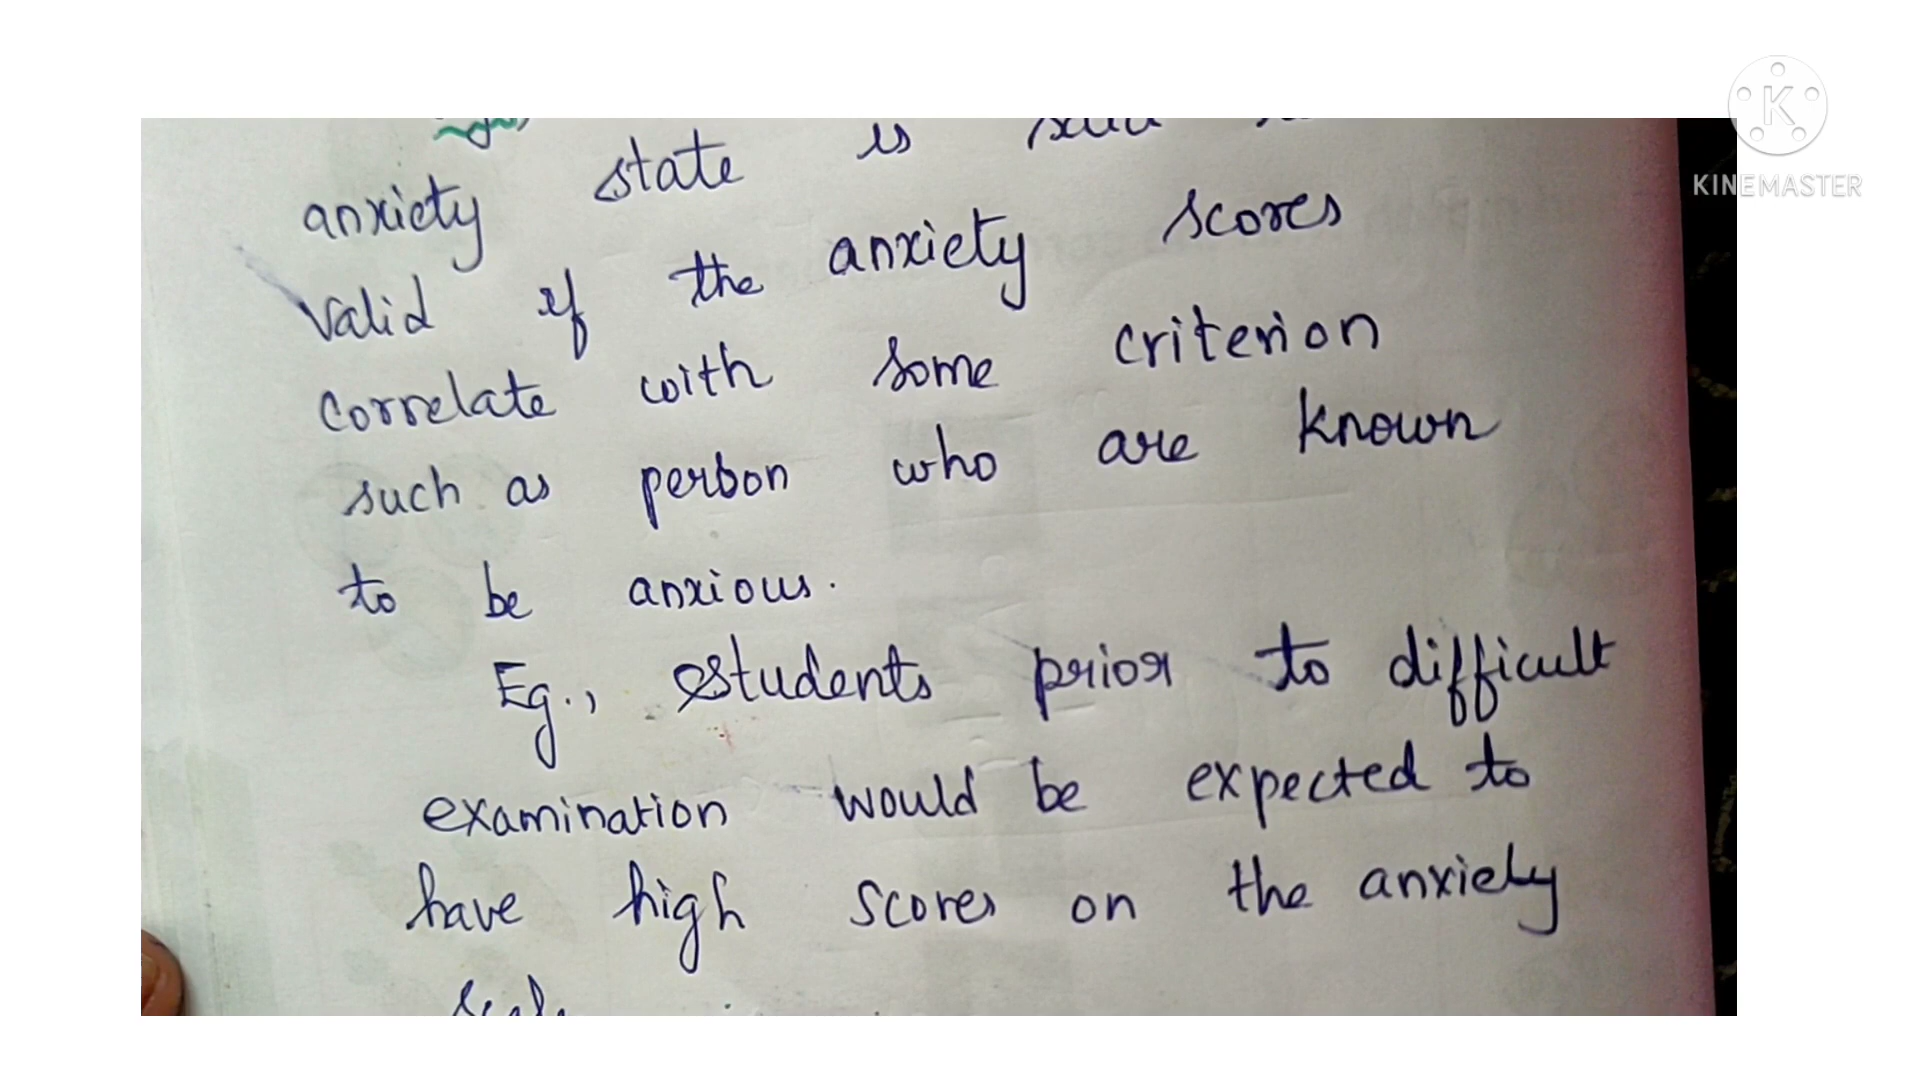 anxiety state is said
valid if the anxiety scores
correlate with some criterion
such as person who are known
to be anxious.
Eg., students prior to difficult
examination would be expected to
have high scores on the anxiety
K
KINEMASTER